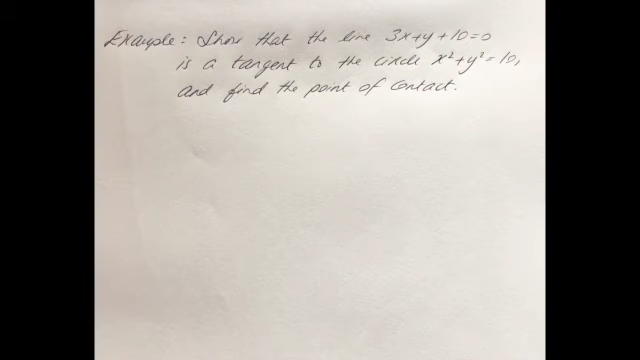 Example: Show that the line 3x+y+10=0
is a tangent to the circle x²+y²=10,
and find the point of contact.